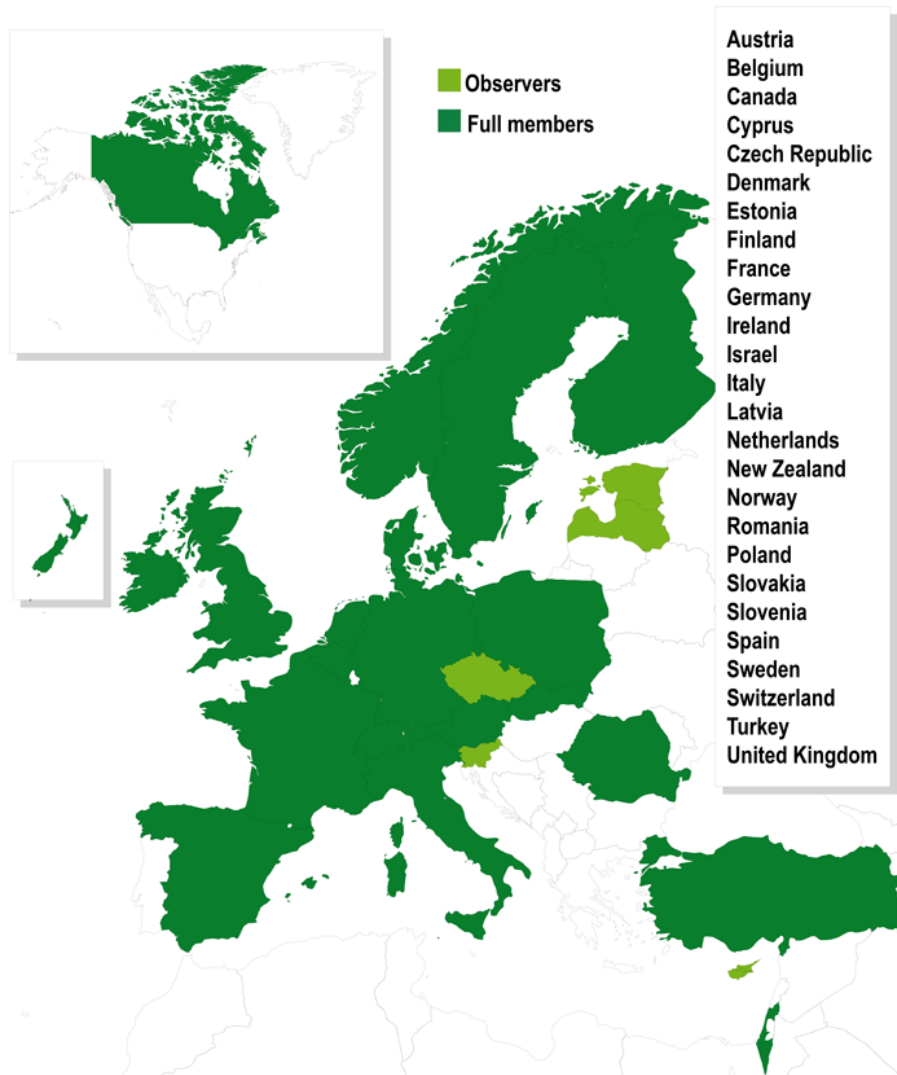 Observers
Full members
Austria
Belgium
Canada
Cyprus
Czech Republic
Denmark
Estonia
Finland
France
Germany
Ireland
Israel
Italy
Latvia
Netherlands
New Zealand
Norway
Romania
Poland
Slovakia
Slovenia
Spain
Sweden
Switzerland
Turkey
United Kingdom